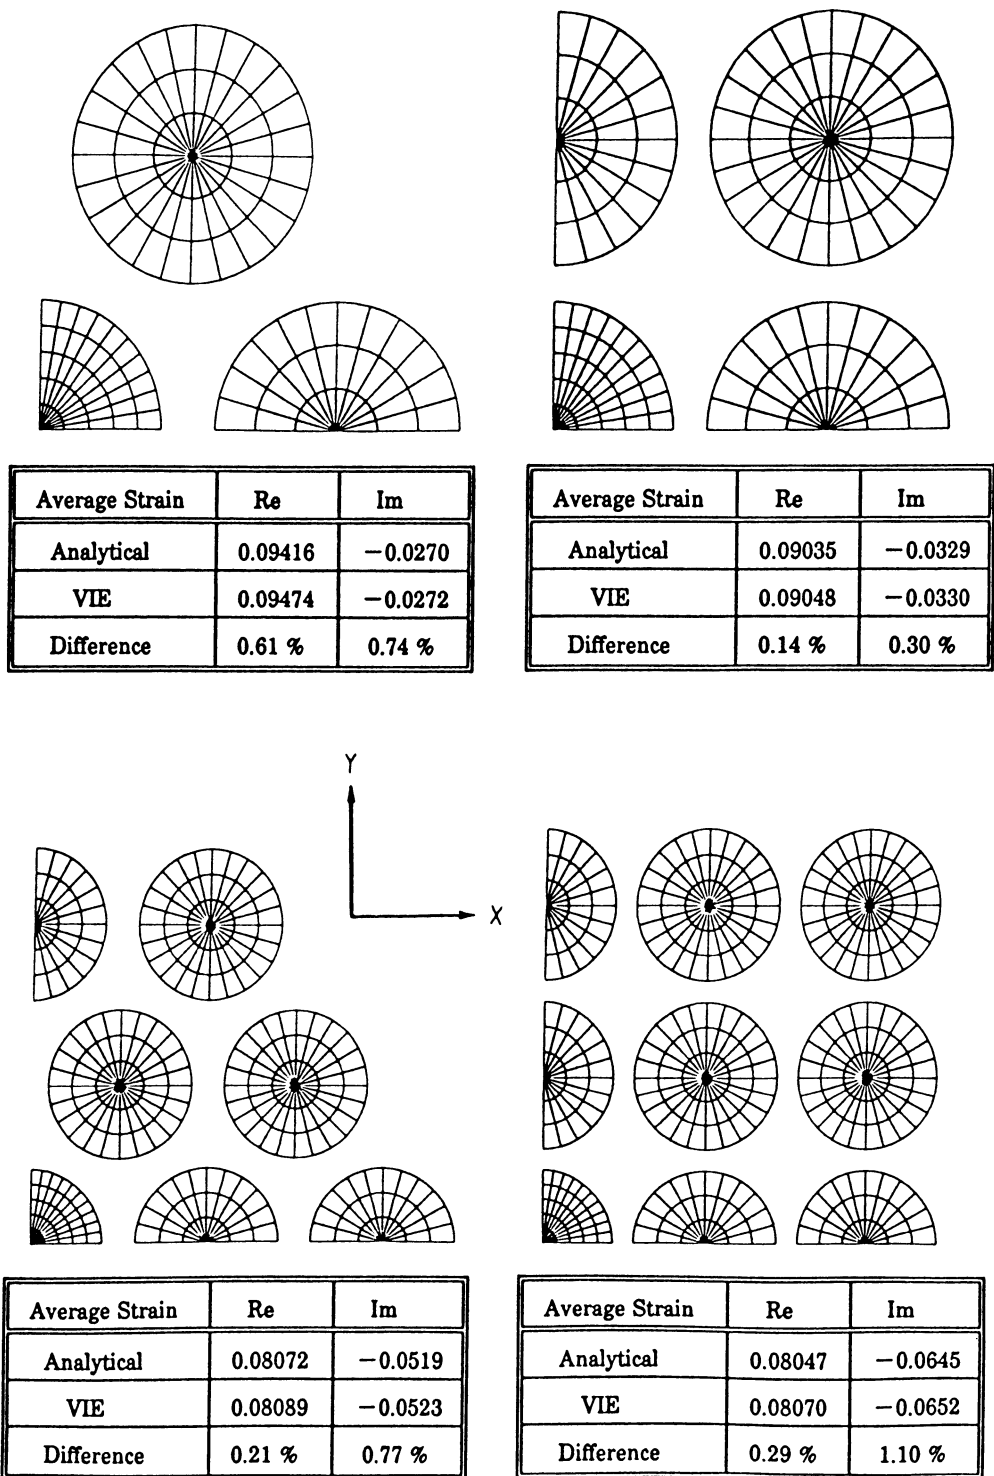 Average Strain Re Im
Analytical 0.09416 −0.0270
VIE 0.09474 −0.0272
Difference 0.61 % 0.74 %
Average Strain Re Im
Analytical 0.09035 −0.0329
VIE 0.09048 −0.0330
Difference 0.14 % 0.30 %
Y
X
Average Strain Re Im
Analytical 0.08072 −0.0519
VIE 0.08089 −0.0523
Difference 0.21 % 0.77 %
Average Strain Re Im
Analytical 0.08047 −0.0645
VIE 0.08070 −0.0652
Difference 0.29 % 1.10 %